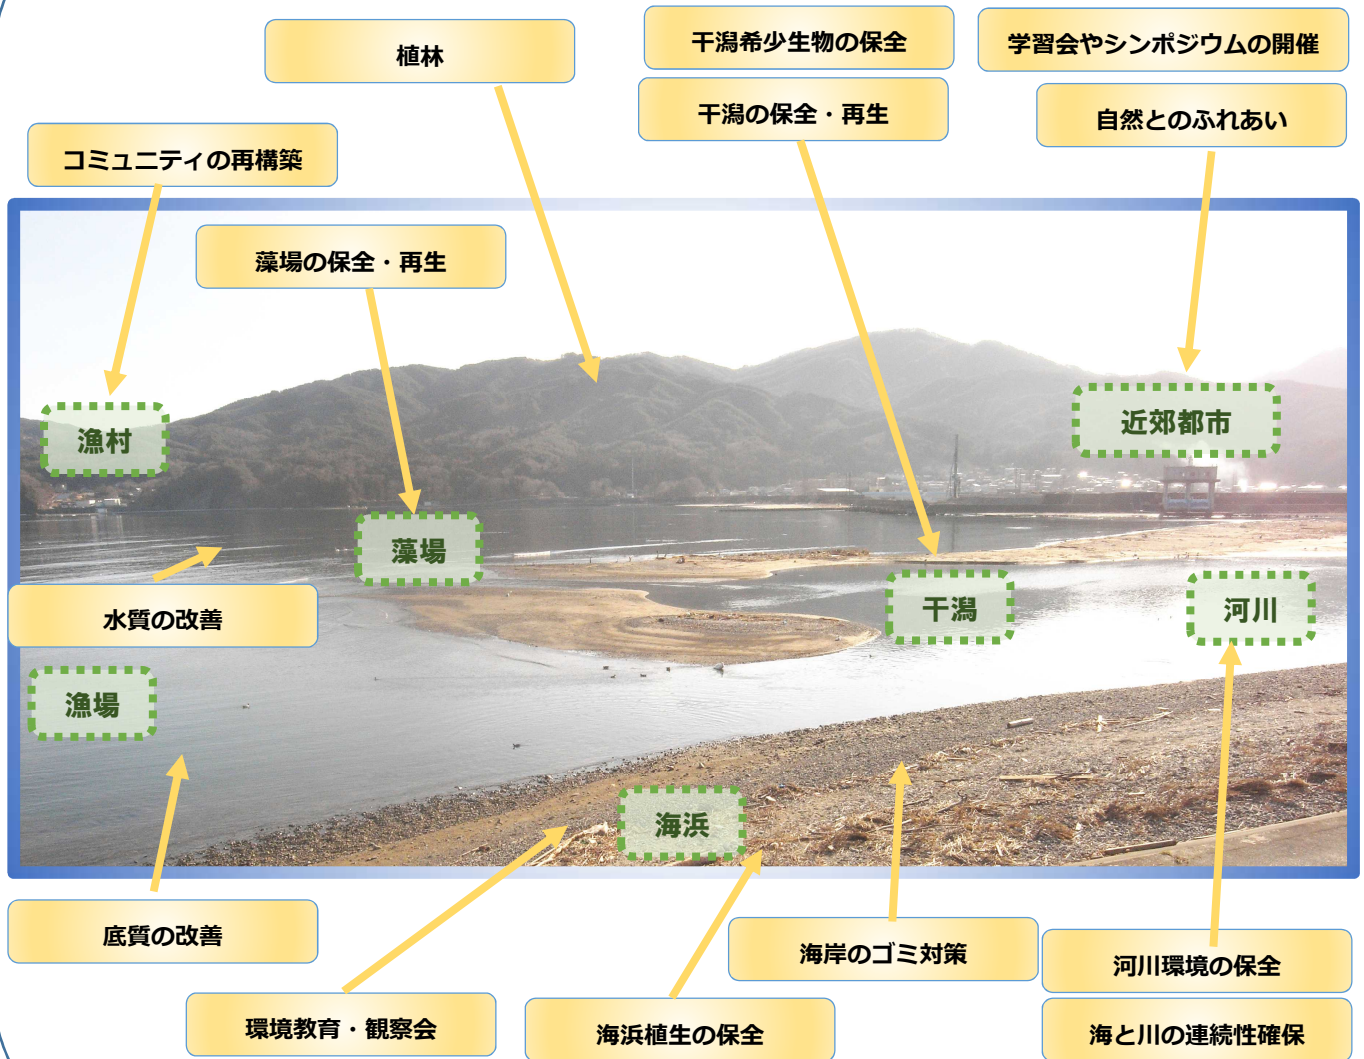 植林
干潟希少生物の保全
学習会やシンポジウムの開催
干潟の保全・再生
自然とのふれあい
コミュニティの再構築
藻場の保全・再生
漁村
近郊都市
藻場
干潟
河川
水質の改善
漁場
海浜
底質の改善
海岸のゴミ対策
河川環境の保全
環境教育・観察会
海浜植生の保全
海と川の連続性確保